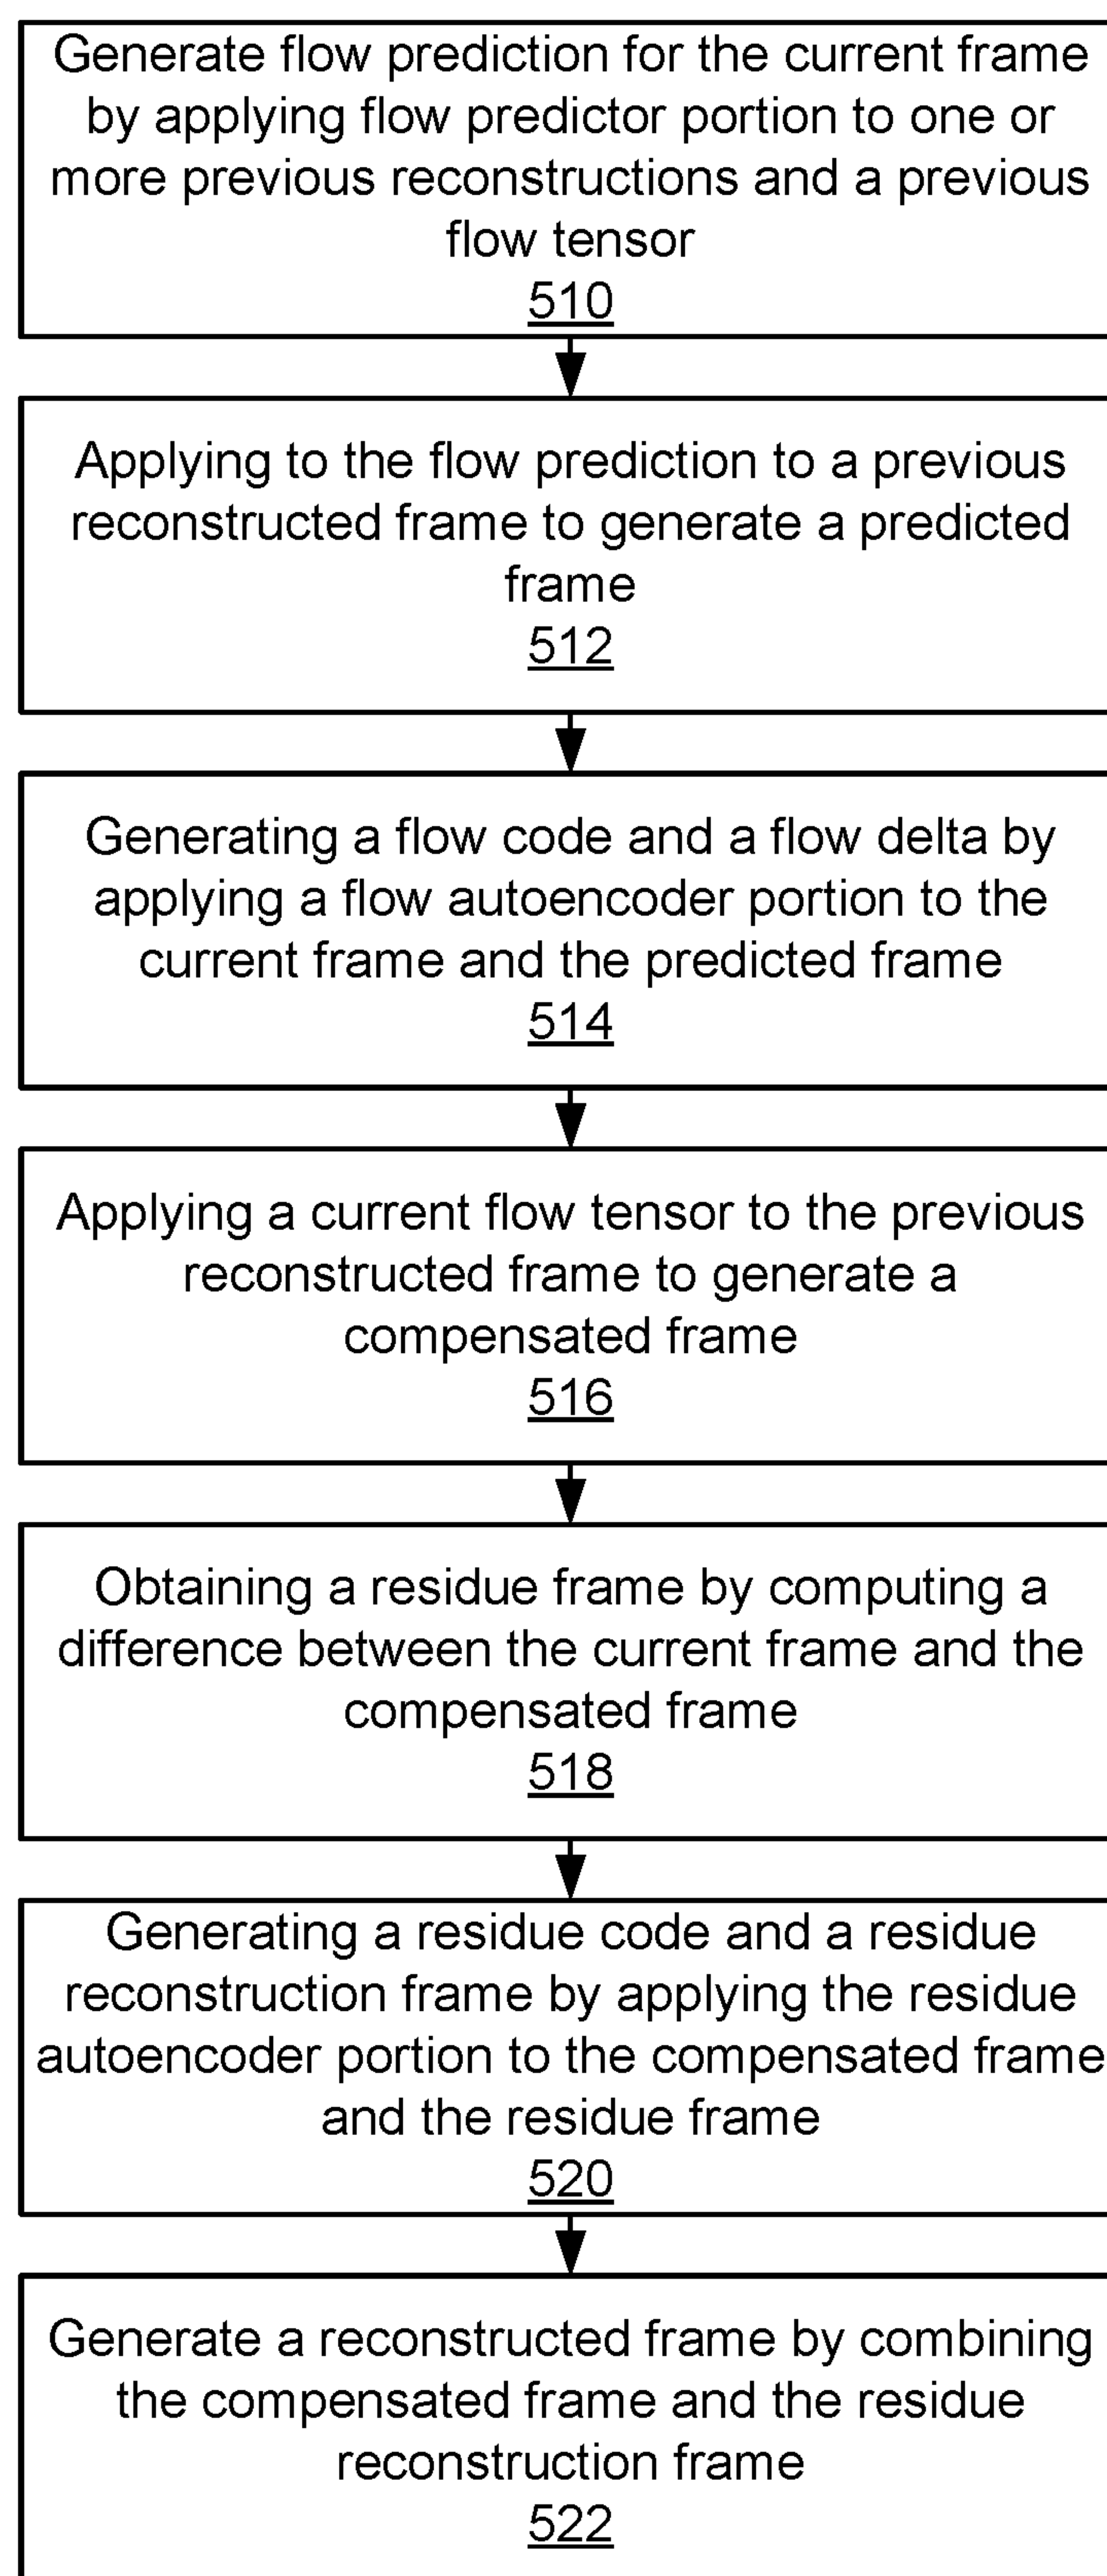 Generate flow prediction for the current frame
by applying flow predictor portion to one or
more previous reconstructions and a previous
flow tensor
510
Applying to the flow prediction to a previous
reconstructed frame to generate a predicted
frame
512
Generating a flow code and a flow delta by
applying a flow autoencoder portion to the
current frame and the predicted frame
514
Applying a current flow tensor to the previous
reconstructed frame to generate a
compensated frame
516
Obtaining a residue frame by computing a
difference between the current frame and the
compensated frame
518
Generating a residue code and a residue
reconstruction frame by applying the residue
autoencoder portion to the compensated frame
and the residue frame
520
Generate a reconstructed frame by combining
the compensated frame and the residue
reconstruction frame
522